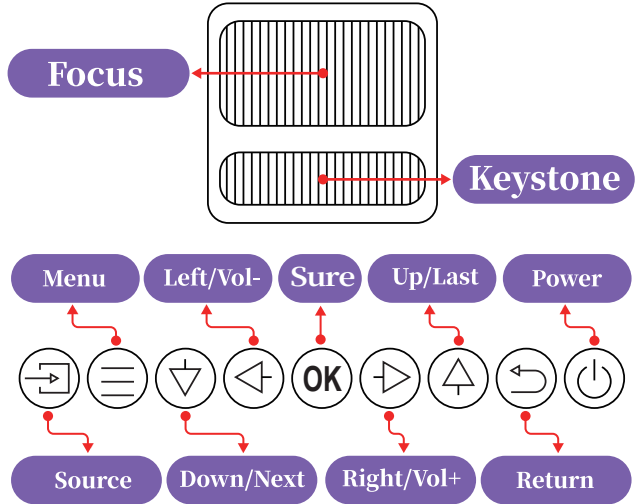 Focus
Keystone
Menu
Left/Vol-
Sure
Up/Last
Power
OK
Source
Down/Next
Right/Vol+
Return